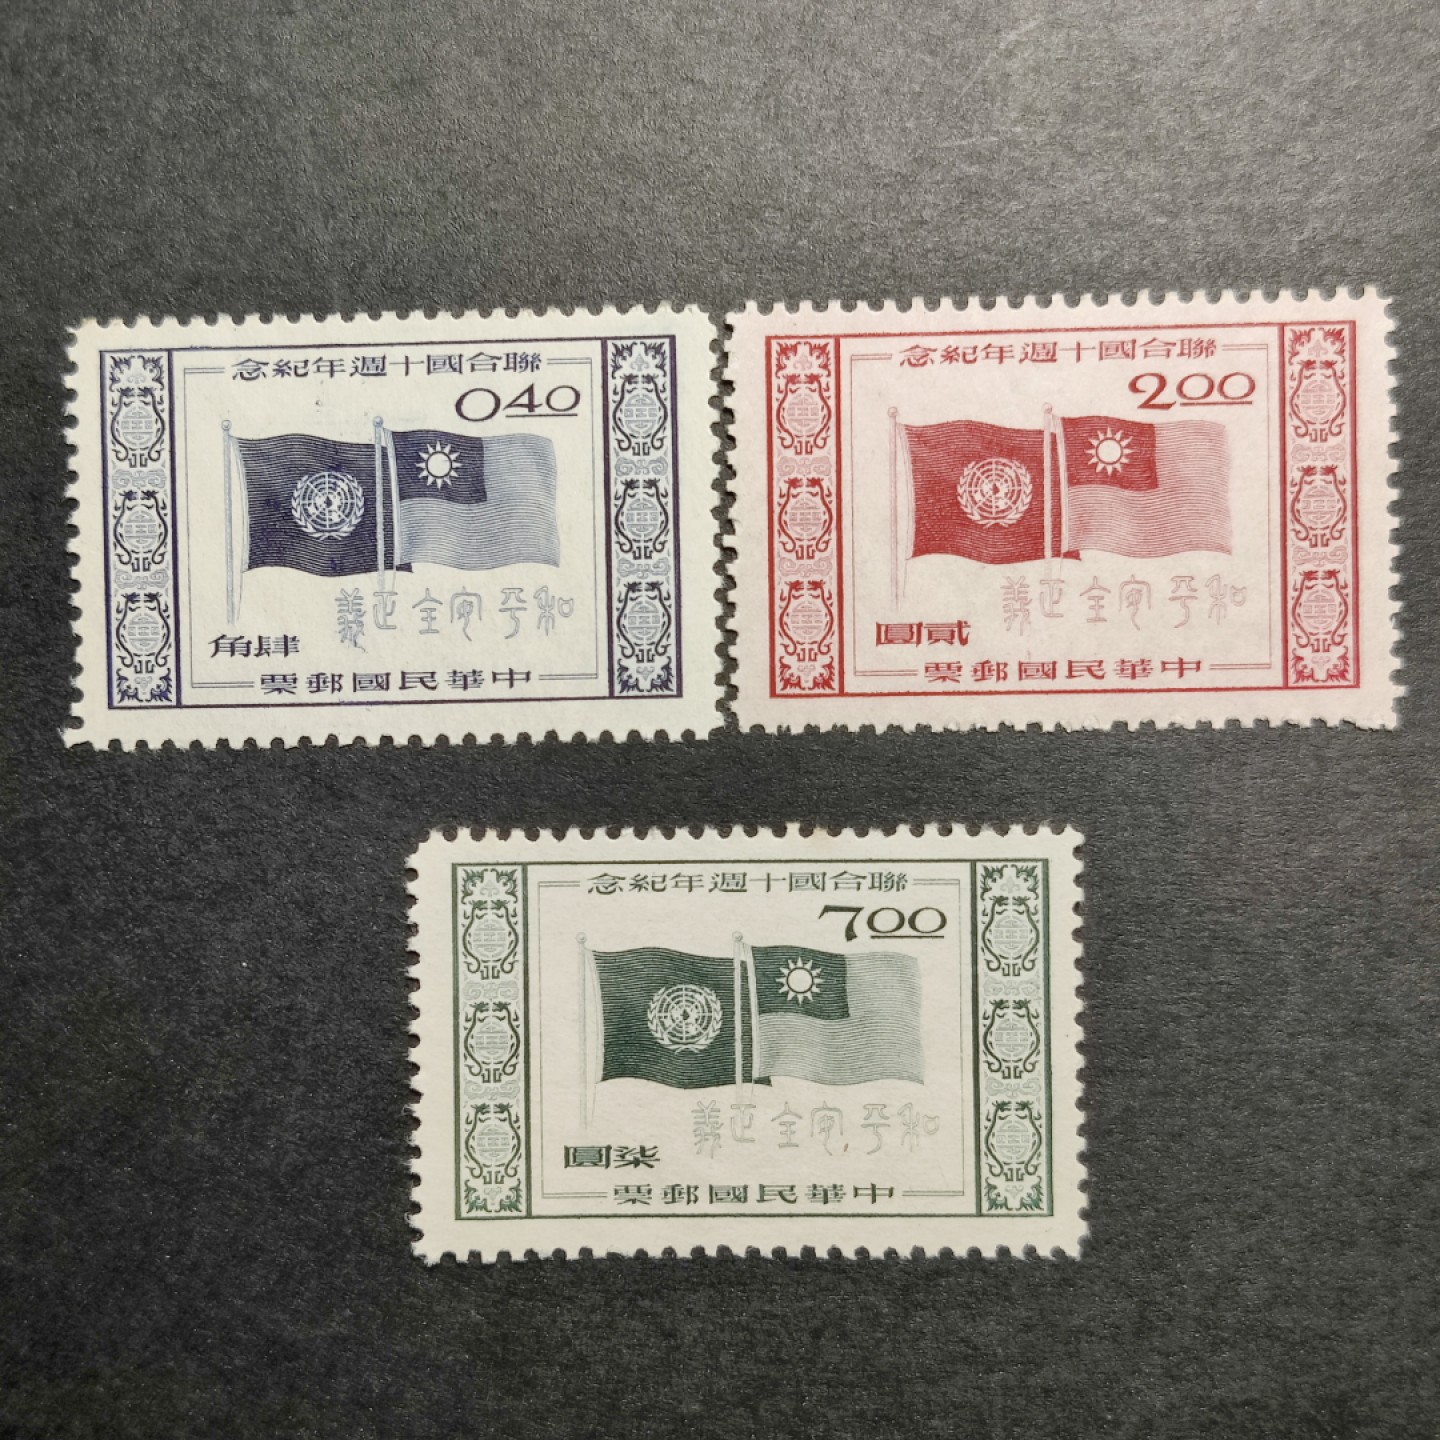 聯合國十週年紀念
0.40
和平安全正義
肆角
中華民國郵票
聯合國十週年紀念
2.00
和平安全正義
貳圓
中華民國郵票
聯合國十週年紀念
7.00
和平安全正義
柒圓
中華民國郵票